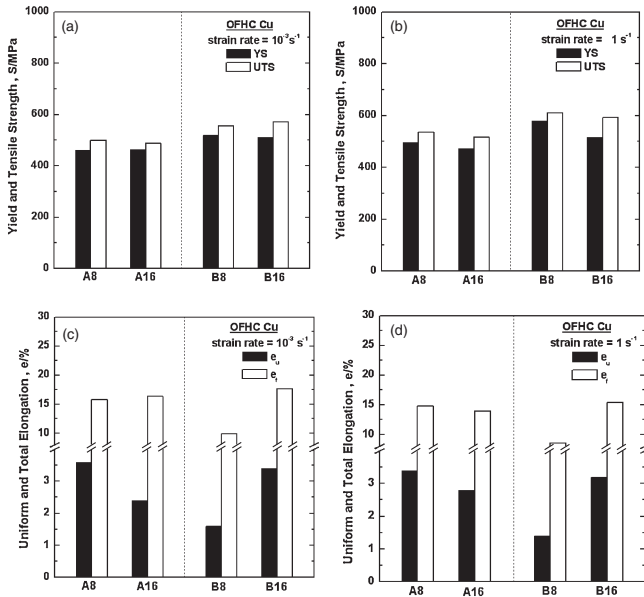 (a)
OFHC Cu
strain rate = 10⁻³s⁻¹
YS
UTS
Yield and Tensile Strength , S/MPa
1000
800
600
400
200
0
A8 A16 B8 B16
(b)
OFHC Cu
strain rate = 1 s⁻¹
YS
UTS
Yield and Tensile Strength , S/MPa
1000
800
600
400
200
0
A8 A16 B8 B16
(c)
OFHC Cu
strain rate = 10⁻³ s⁻¹
eᵤ
e_f
Uniform and Total Elongation , e/%
30
25
20
15
10
3
2
1
0
A8 A16 B8 B16
(d)
OFHC Cu
strain rate = 1 s⁻¹
eᵤ
e_f
Uniform and Total Elongation , e/%
30
25
20
15
10
3
2
1
0
A8 A16 B8 B16